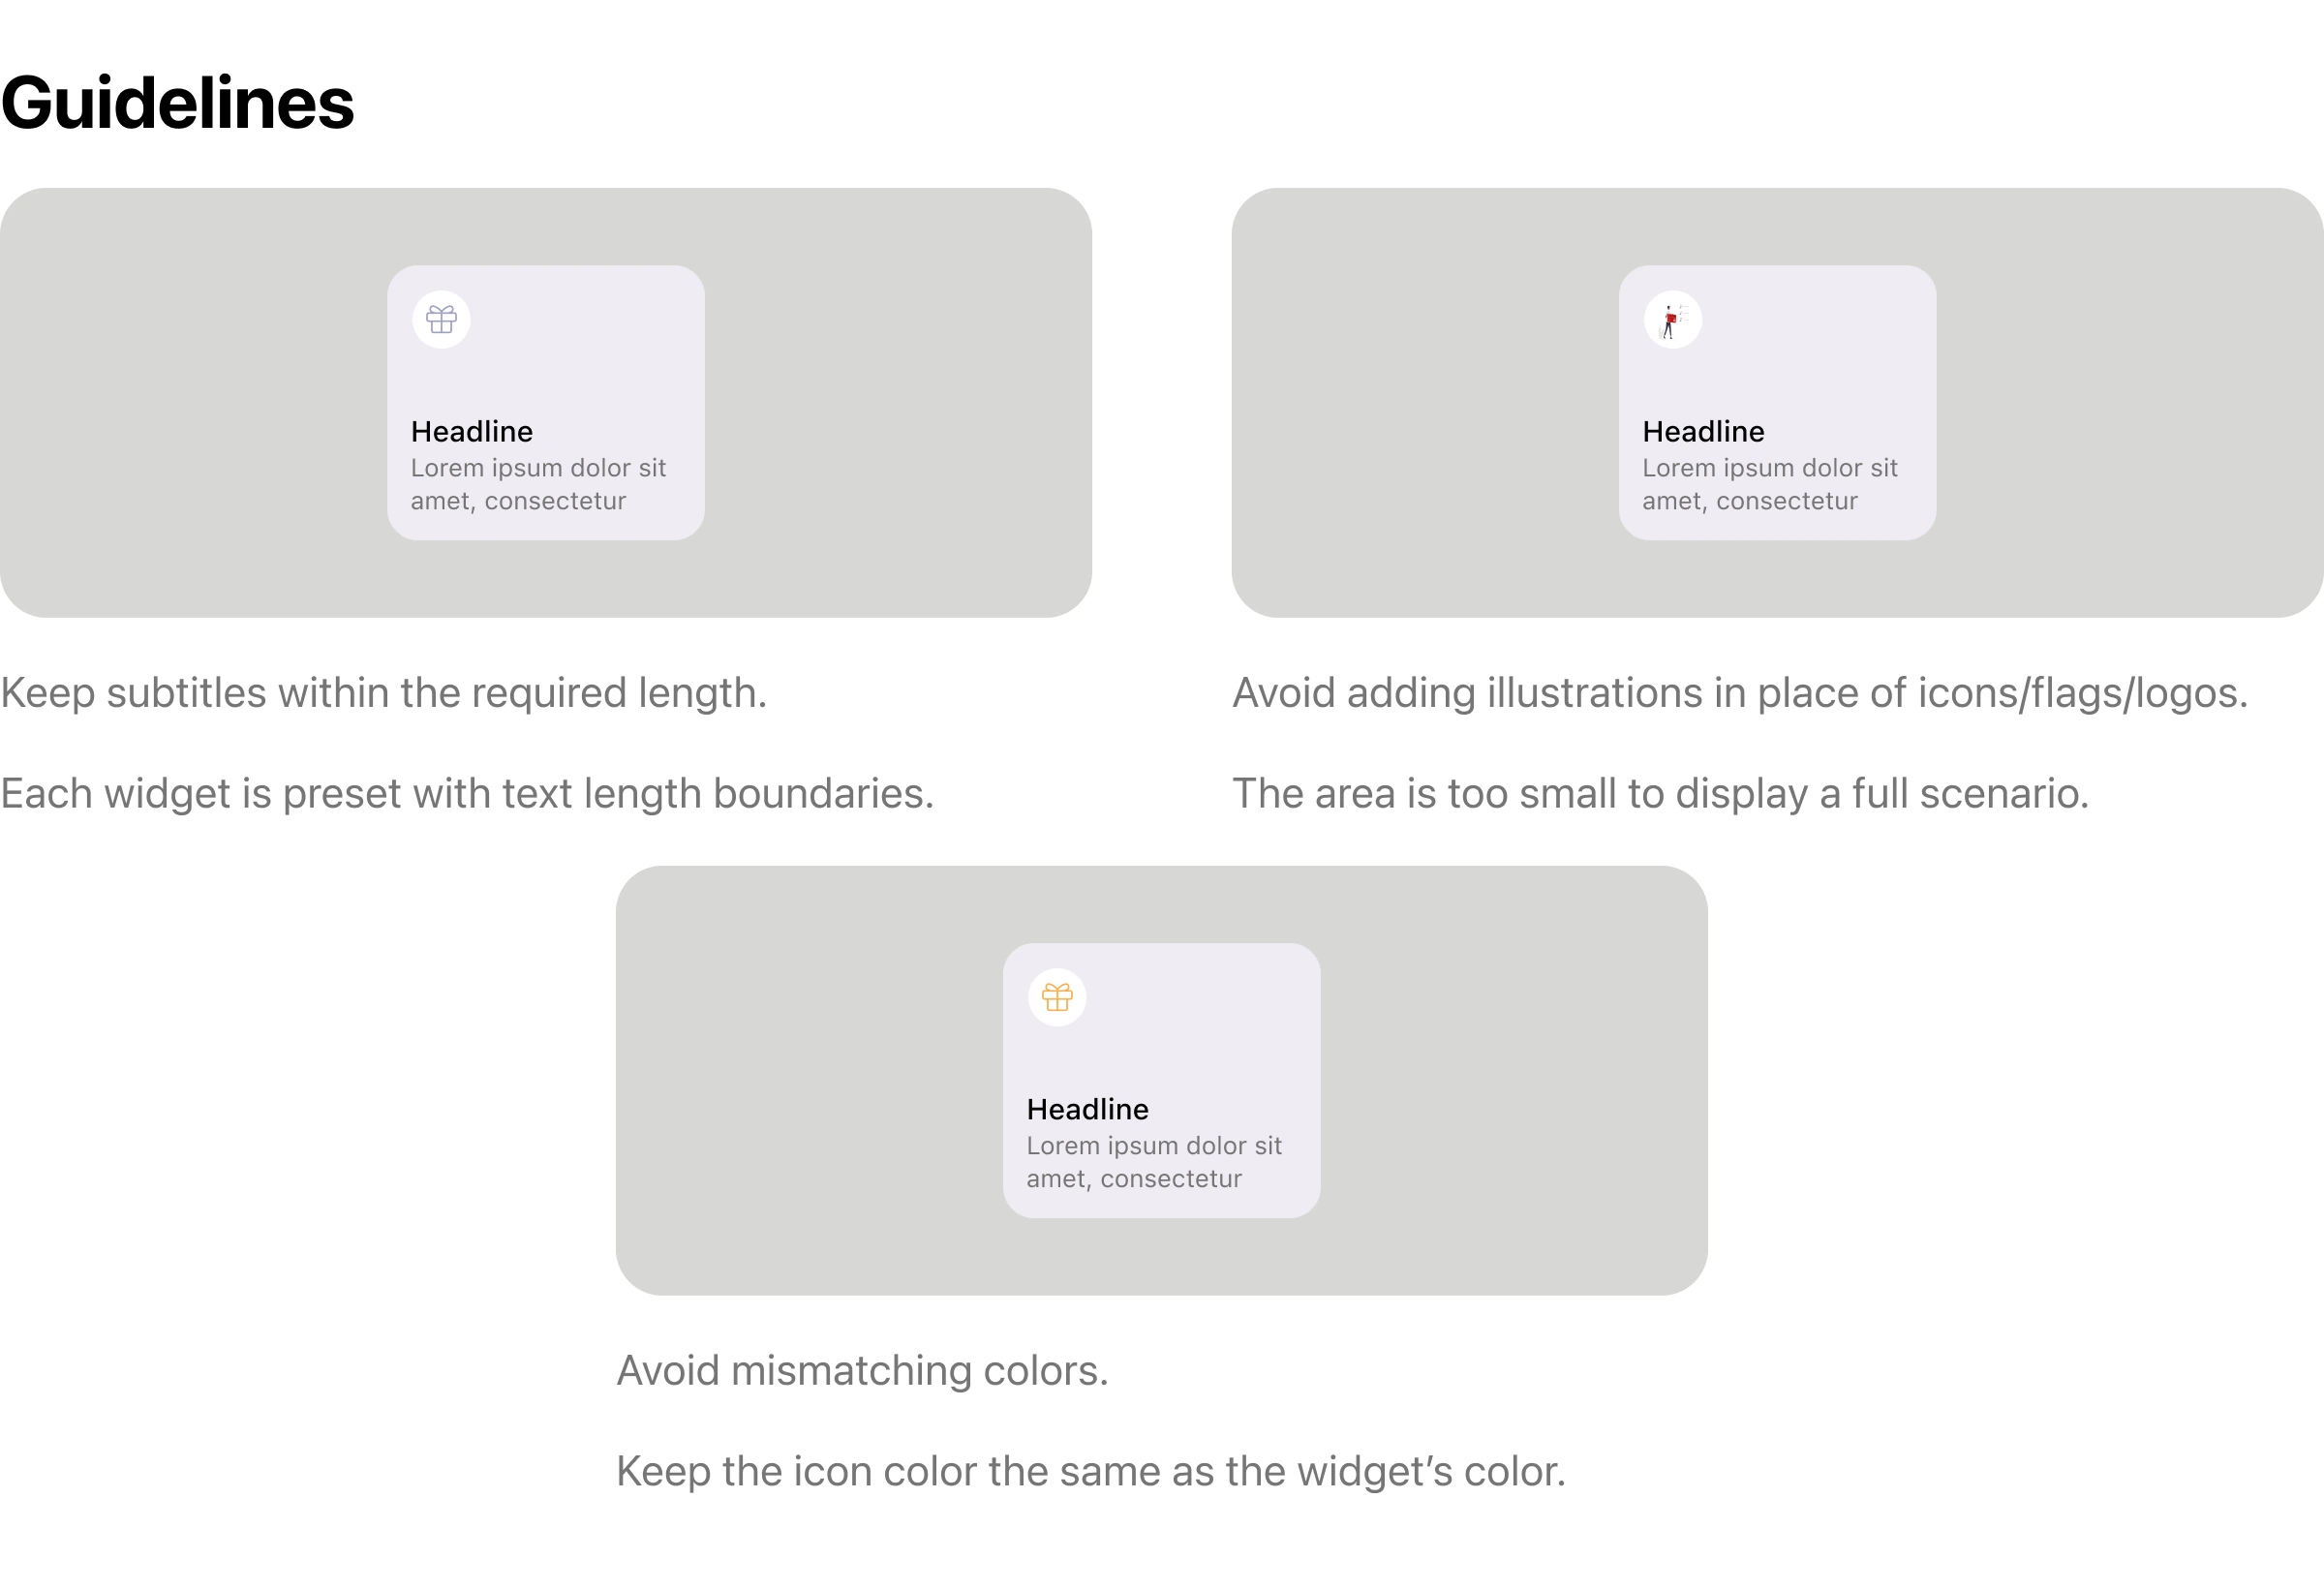 Guidelines
Headline
Lorem ipsum dolor sit
amet, consectetur
Keep subtitles within the required length.
Each widget is preset with text length boundaries.
Headline
Lorem ipsum dolor sit
amet, consectetur
Avoid adding illustrations in place of icons/flags/logos.
The area is too small to display a full scenario.
Headline
Lorem ipsum dolor sit
amet, consectetur
Avoid mismatching colors.
Keep the icon color the same as the widget’s color.